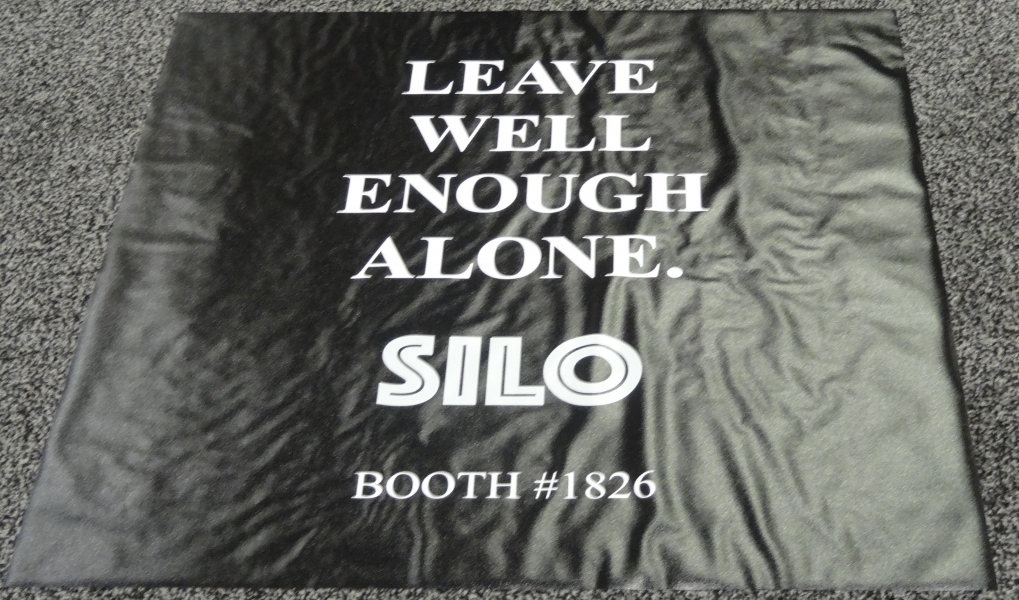 LEAVE
WELL
ENOUGH
ALONE.
SILO
BOOTH #1826